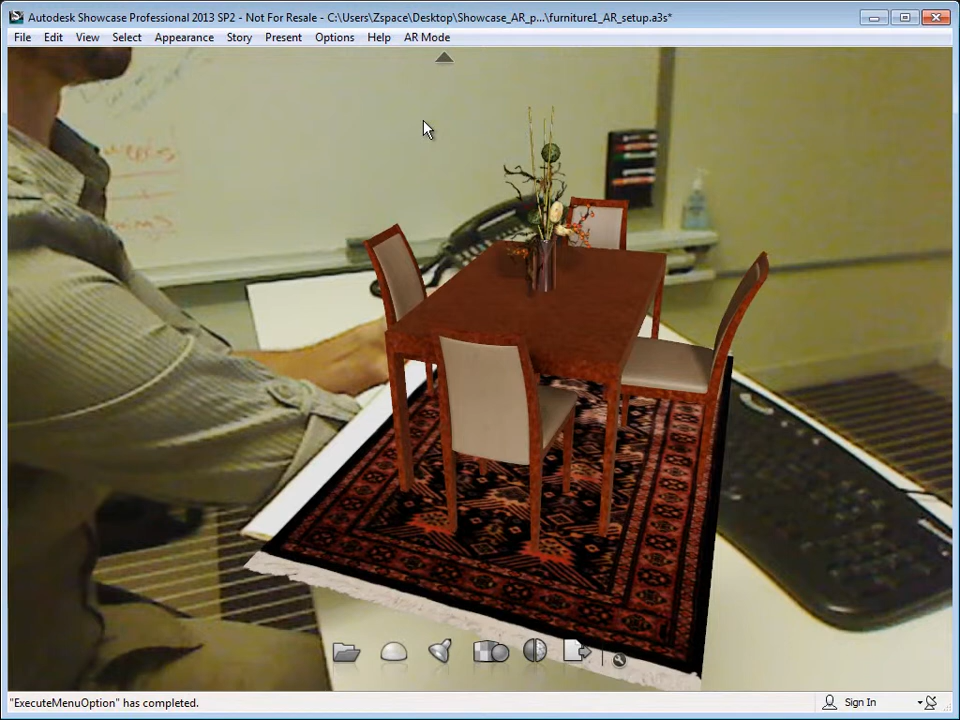 Autodesk Showcase Professional 2013 SP2 - Not For Resale - C:\Users\Zspace\Desktop\Showcase_AR_p...\furniture1_AR_setup.a3s*
File Edit View Select Appearance Story Present Options Help AR Mode
"ExecuteMenuOption" has completed.
Sign In